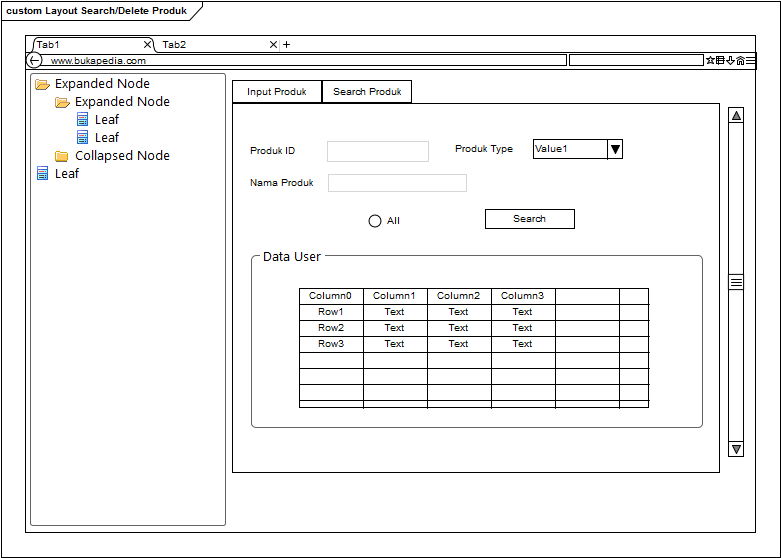 custom Layout Search/Delete Produk
Tab1 Tab2
www.bukapedia.com
Expanded Node
Expanded Node
Leaf
Leaf
Collapsed Node
Leaf
Input Produk Search Produk
Produk ID Produk Type Value1
Nama Produk
All Search
Data User
Column0 Column1 Column2 Column3
Row1 Text Text Text
Row2 Text Text Text
Row3 Text Text Text